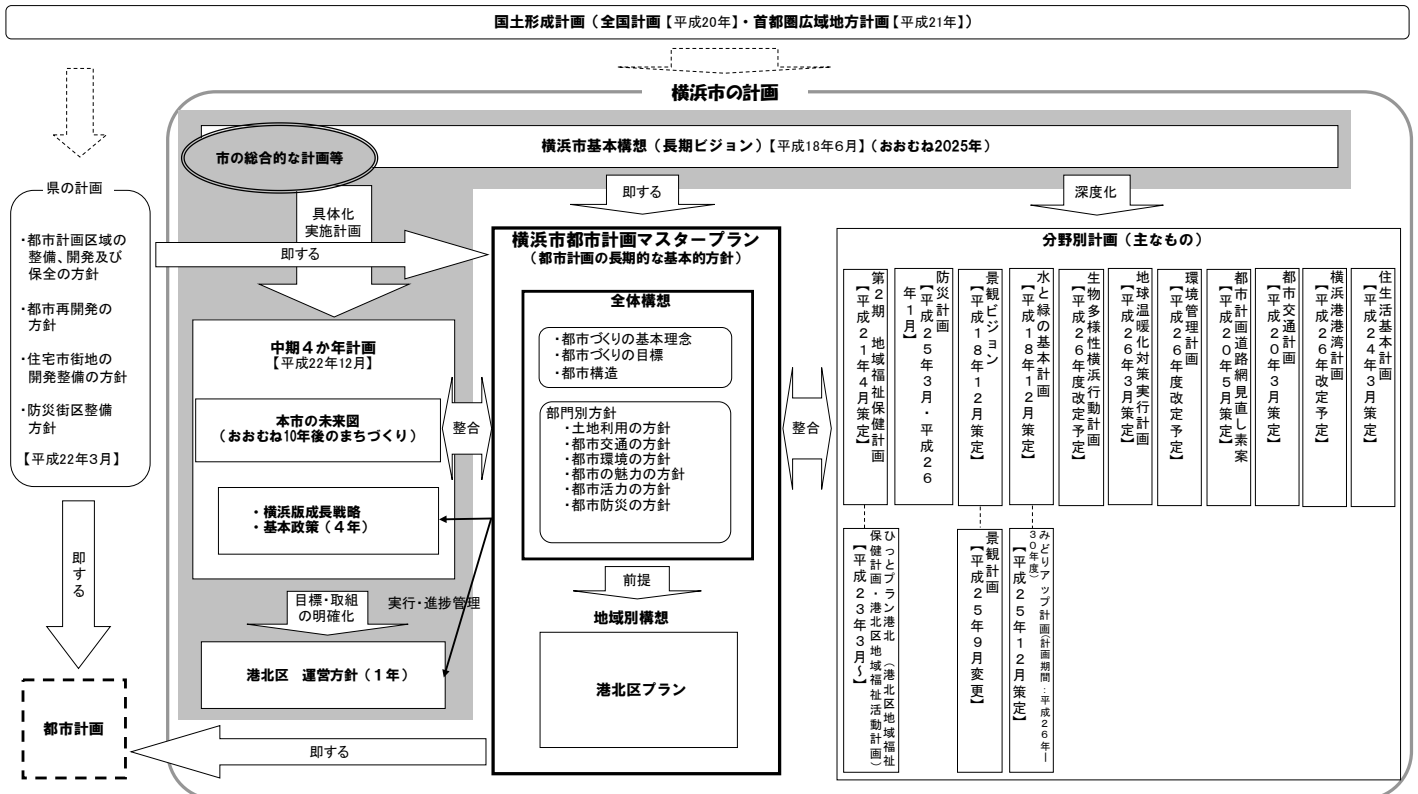 国土形成計画（全国計画【平成20年】・首都圏広域地方計画【平成21年】）
横浜市の計画
市の総合的な計画等
横浜市基本構想（長期ビジョン）【平成18年6月】（おおむね2025年）
県の計画
・都市計画区域の
整備、開発及び
保全の方針
・都市再開発の
方針
・住宅市街地の
開発整備の方針
・防災街区整備
方針
【平成22年3月】
即する
都市計画
具体化
実施計画
即する
即する
深度化
中期４か年計画
【平成22年12月】
本市の未来図
（おおむね10年後のまちづくり）
・横浜版成長戦略
・基本政策（４年）
目標・取組
の明確化
実行・進捗管理
港北区　運営方針（１年）
即する
整合
横浜市都市計画マスタープラン
（都市計画の長期的な基本的方針）
全体構想
・都市づくりの基本理念
・都市づくりの目標
・都市構造
部門別方針
・土地利用の方針
・都市交通の方針
・都市環境の方針
・都市の魅力の方針
・都市活力の方針
・都市防災の方針
前提
地域別構想
港北区プラン
整合
分野別計画（主なもの）
第２期　地域福祉保健計画
【平成２１年４月策定】
防災計画
【平成２５年３月・平成２６
年１月】
景観ビジョン
【平成１８年１２月策定】
水と緑の基本計画
【平成１８年１２月策定】
生物多様性横浜行動計画
【平成２６年度改定予定】
地球温暖化対策実行計画
【平成２６年３月策定】
環境管理計画
【平成２６年度改定予定】
都市計画道路網見直し素案
【平成２０年５月策定】
都市交通計画
【平成２０年３月策定】
横浜港港湾計画
【平成２６年改定予定】
住生活基本計画
【平成２４年３月策定】
ひっとプラン港北　（港北区地域福祉
保健計画・港北区地域福祉活動計画）
【平成２３年３月～】
景観計画
【平成２５年９月変更】
みどりアップ計画（計画期間：平成２６年ー
３０年度）
【平成２５年１２月策定】